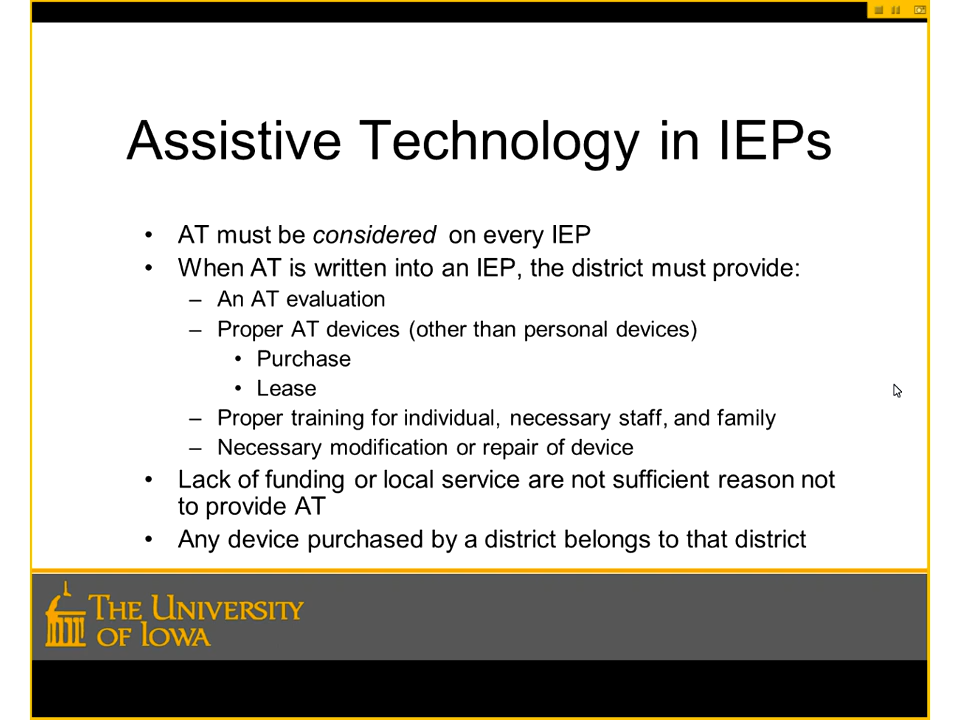 Assistive Technology in IEPs
• AT must be considered on every IEP
• When AT is written into an IEP, the district must provide:
– An AT evaluation
– Proper AT devices (other than personal devices)
• Purchase
• Lease
– Proper training for individual, necessary staff, and family
– Necessary modification or repair of device
• Lack of funding or local service are not sufficient reason not
to provide AT
• Any device purchased by a district belongs to that district
THE UNIVERSITY
OF IOWA